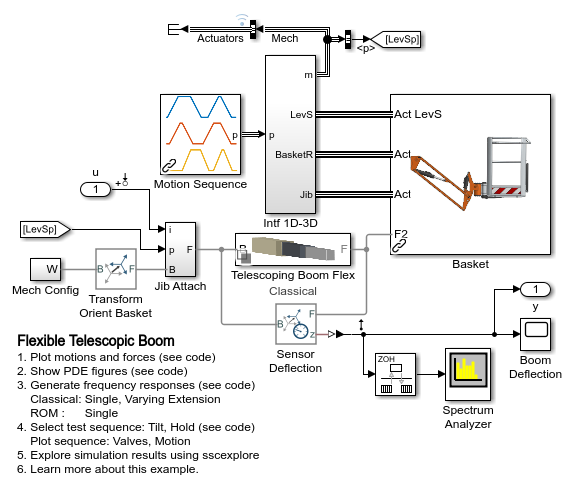 Actuators
Mech
<p>
[LevSp]
m
LevS
BasketR
Jib
p
p
Motion Sequence
Intf 1D-3D
Act LevS
Act
Act
F2
Basket
u
1
[LevSp]
i
p
B
F
W
Mech Config
B
F
Transform
Orient Basket
Jib Attach
F
Telescoping Boom Flex
Classical
B
F
z
Sensor
Deflection
1
y
Boom
Deflection
ZOH
Spectrum
Analyzer
Flexible Telescopic Boom
1. Plot motions and forces (see code)
2. Show PDE figures (see code)
3. Generate frequency responses (see code)
Classical: Single, Varying Extension
ROM : Single
4. Select test sequence: Tilt, Hold (see code)
Plot sequence: Valves, Motion
5. Explore simulation results using sscexplore
6. Learn more about this example.